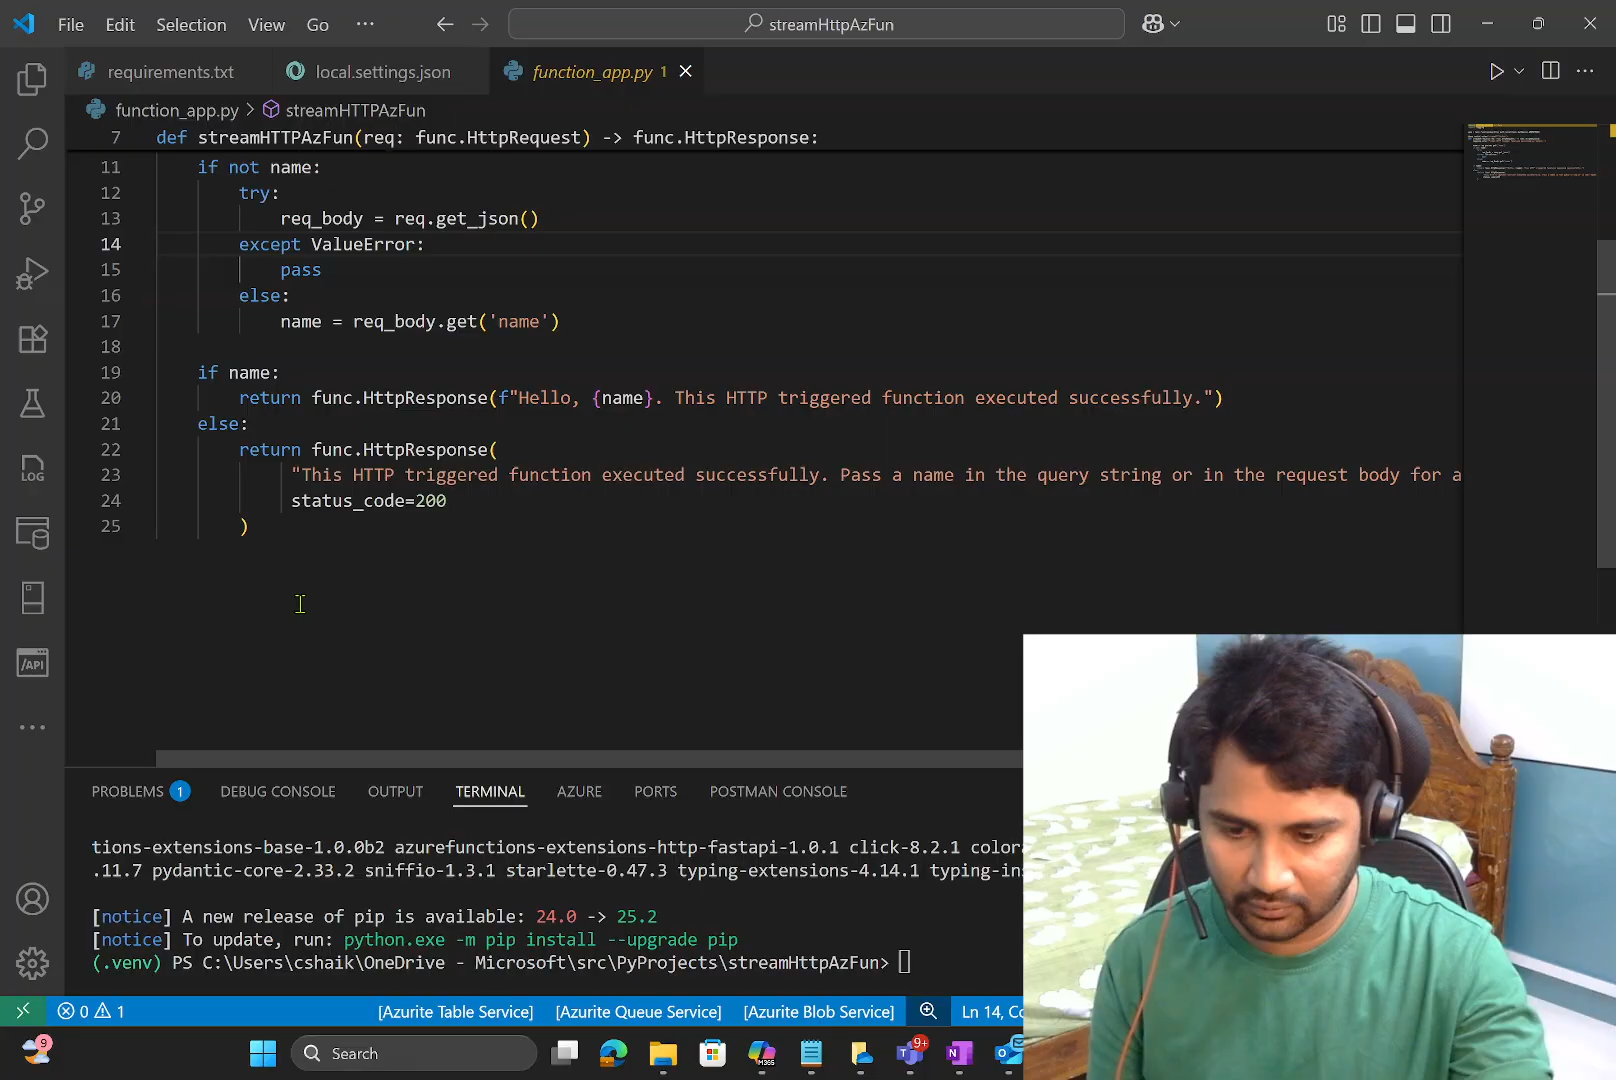 File Edit Selection View Go ··· streamHttpAzFun
requirements.txt local.settings.json function_app.py 1
function_app.py > streamHTTPAzFun
7 def streamHTTPAzFun(req: func.HttpRequest) -> func.HttpResponse:
11 if not name:
12 try:
13 req_body = req.get_json()
14 except ValueError:
15 pass
16 else:
17 name = req_body.get('name')
18
19 if name:
20 return func.HttpResponse(f"Hello, {name}. This HTTP triggered function executed successfully.")
21 else:
22 return func.HttpResponse(
23 "This HTTP triggered function executed successfully. Pass a name in the query string or in the request body for a
24 status_code=200
25 )
LOG
/API
PROBLEMS 1 DEBUG CONSOLE OUTPUT TERMINAL AZURE PORTS POSTMAN CONSOLE
tions-extensions-base-1.0.0b2 azurefunctions-extensions-http-fastapi-1.0.1 click-8.2.1 color
.11.7 pydantic-core-2.33.2 sniffio-1.3.1 starlette-0.47.3 typing-extensions-4.14.1 typing-in
[notice] A new release of pip is available: 24.0 -> 25.2
[notice] To update, run: python.exe -m pip install --upgrade pip
(.venv) PS C:\Users\cshaik\OneDrive - Microsoft\src\PyProjects\streamHttpAzFun>
0 1 [Azurite Table Service] [Azurite Queue Service] [Azurite Blob Service] Ln 14, Co
9 Search M365 9+